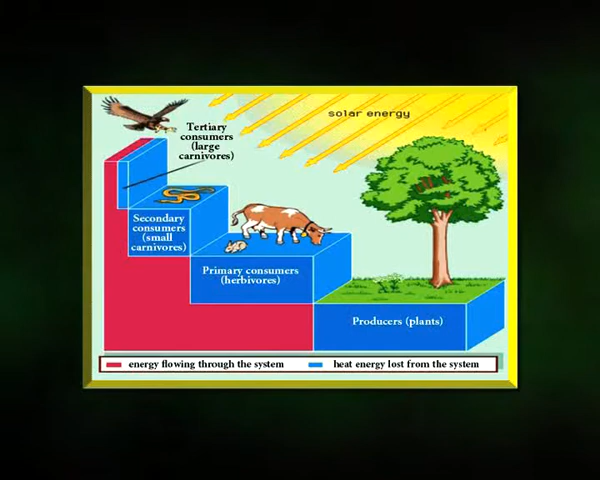 solar energy
Tertiary
consumers
(large
carnivores)
Secondary
consumers
(small
carnivores)
Primary consumers
(herbivores)
Producers (plants)
energy flowing through the system
heat energy lost from the system